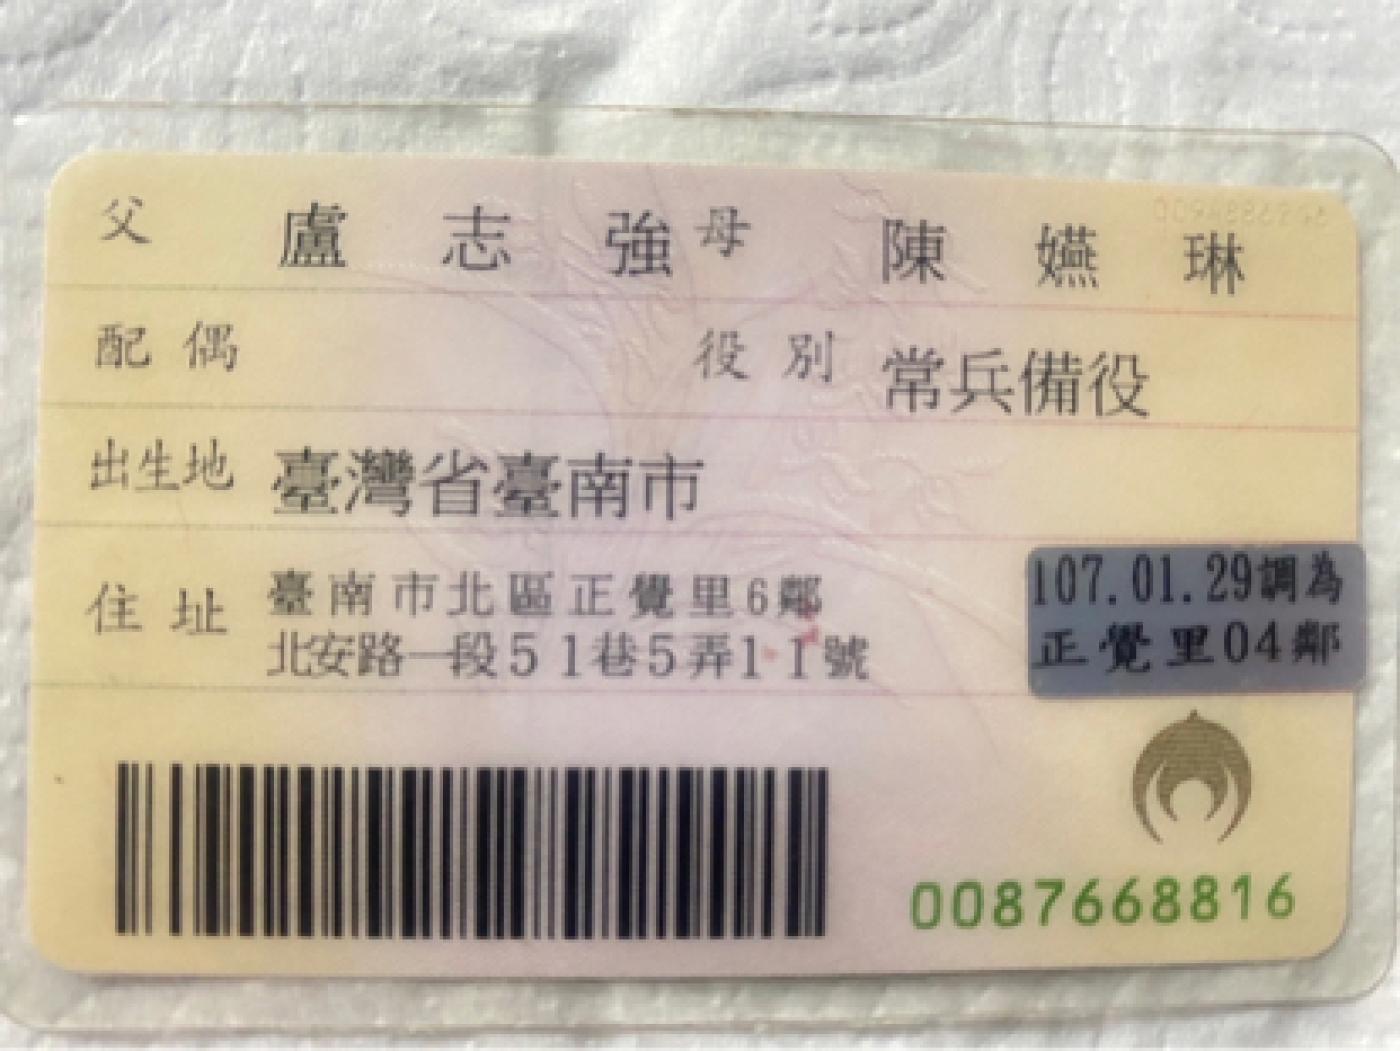 父 盧志強 母 陳嬿琳
配偶 役別 常兵備役
出生地 臺灣省臺南市
住址 臺南市北區正覺里6鄰
北安路一段51巷5弄11號
107.01.29調為
正覺里04鄰
0087668816